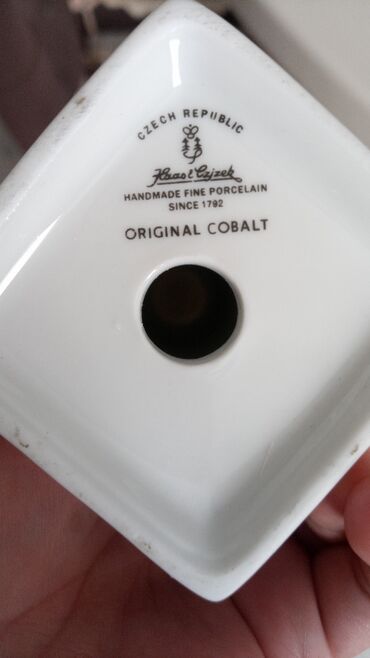 CZECH REPUBLIC
Haas & Czjzek
HANDMADE FINE PORCELAIN
SINCE 1792
ORIGINAL COBALT